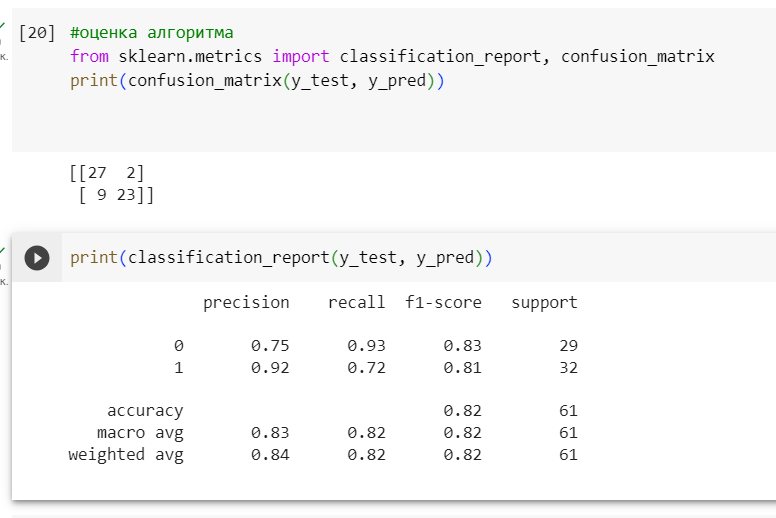 [20] #оценка алгоритма
from sklearn.metrics import classification_report, confusion_matrix
print(confusion_matrix(y_test, y_pred))
к.
[[27  2]
 [ 9 23]]
print(classification_report(y_test, y_pred))
к.
precision recall f1-score support
0 0.75 0.93 0.83 29
1 0.92 0.72 0.81 32
accuracy 0.82 61
macro avg 0.83 0.82 0.82 61
weighted avg 0.84 0.82 0.82 61